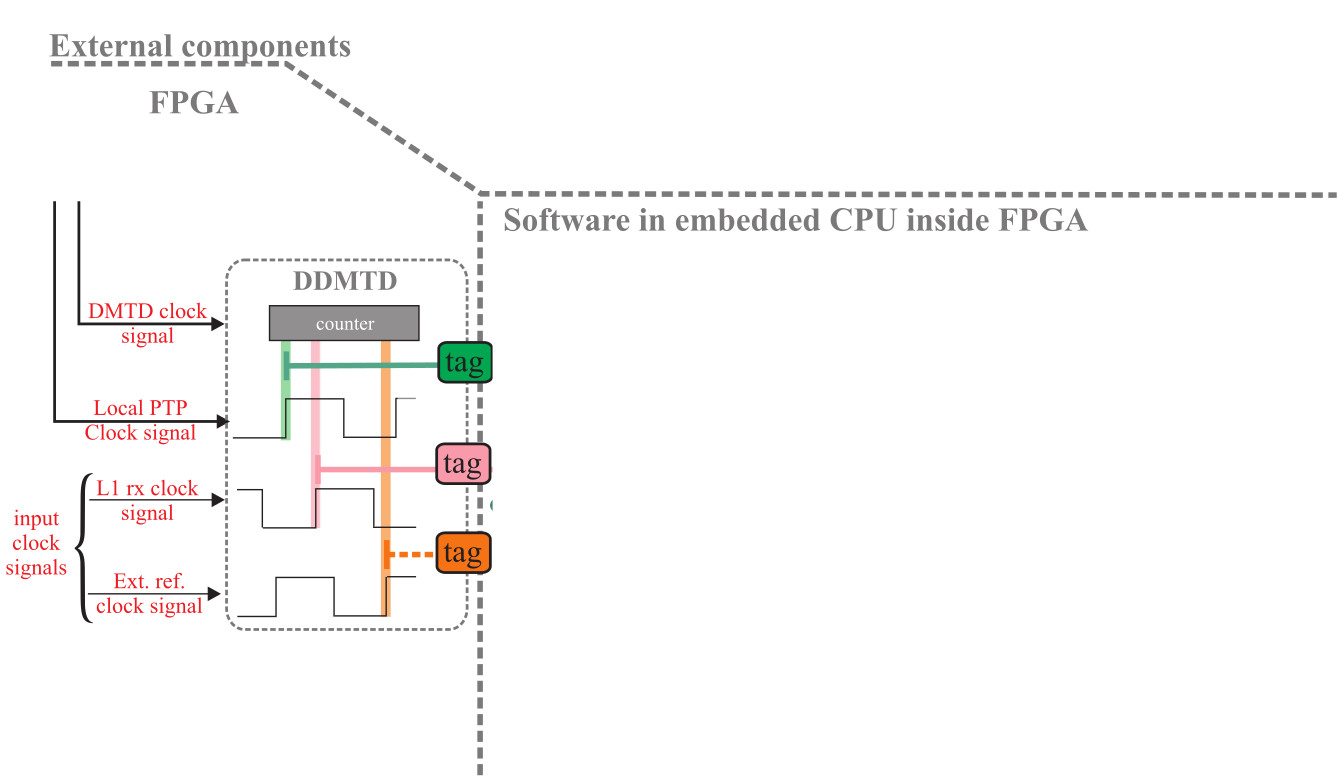 External components
FPGA
Software in embedded CPU inside FPGA
DDMTD
counter
DMTD clock
signal
tag
Local PTP
Clock signal
tag
L1 rx clock
signal
input
clock
signals
tag
Ext. ref.
clock signal